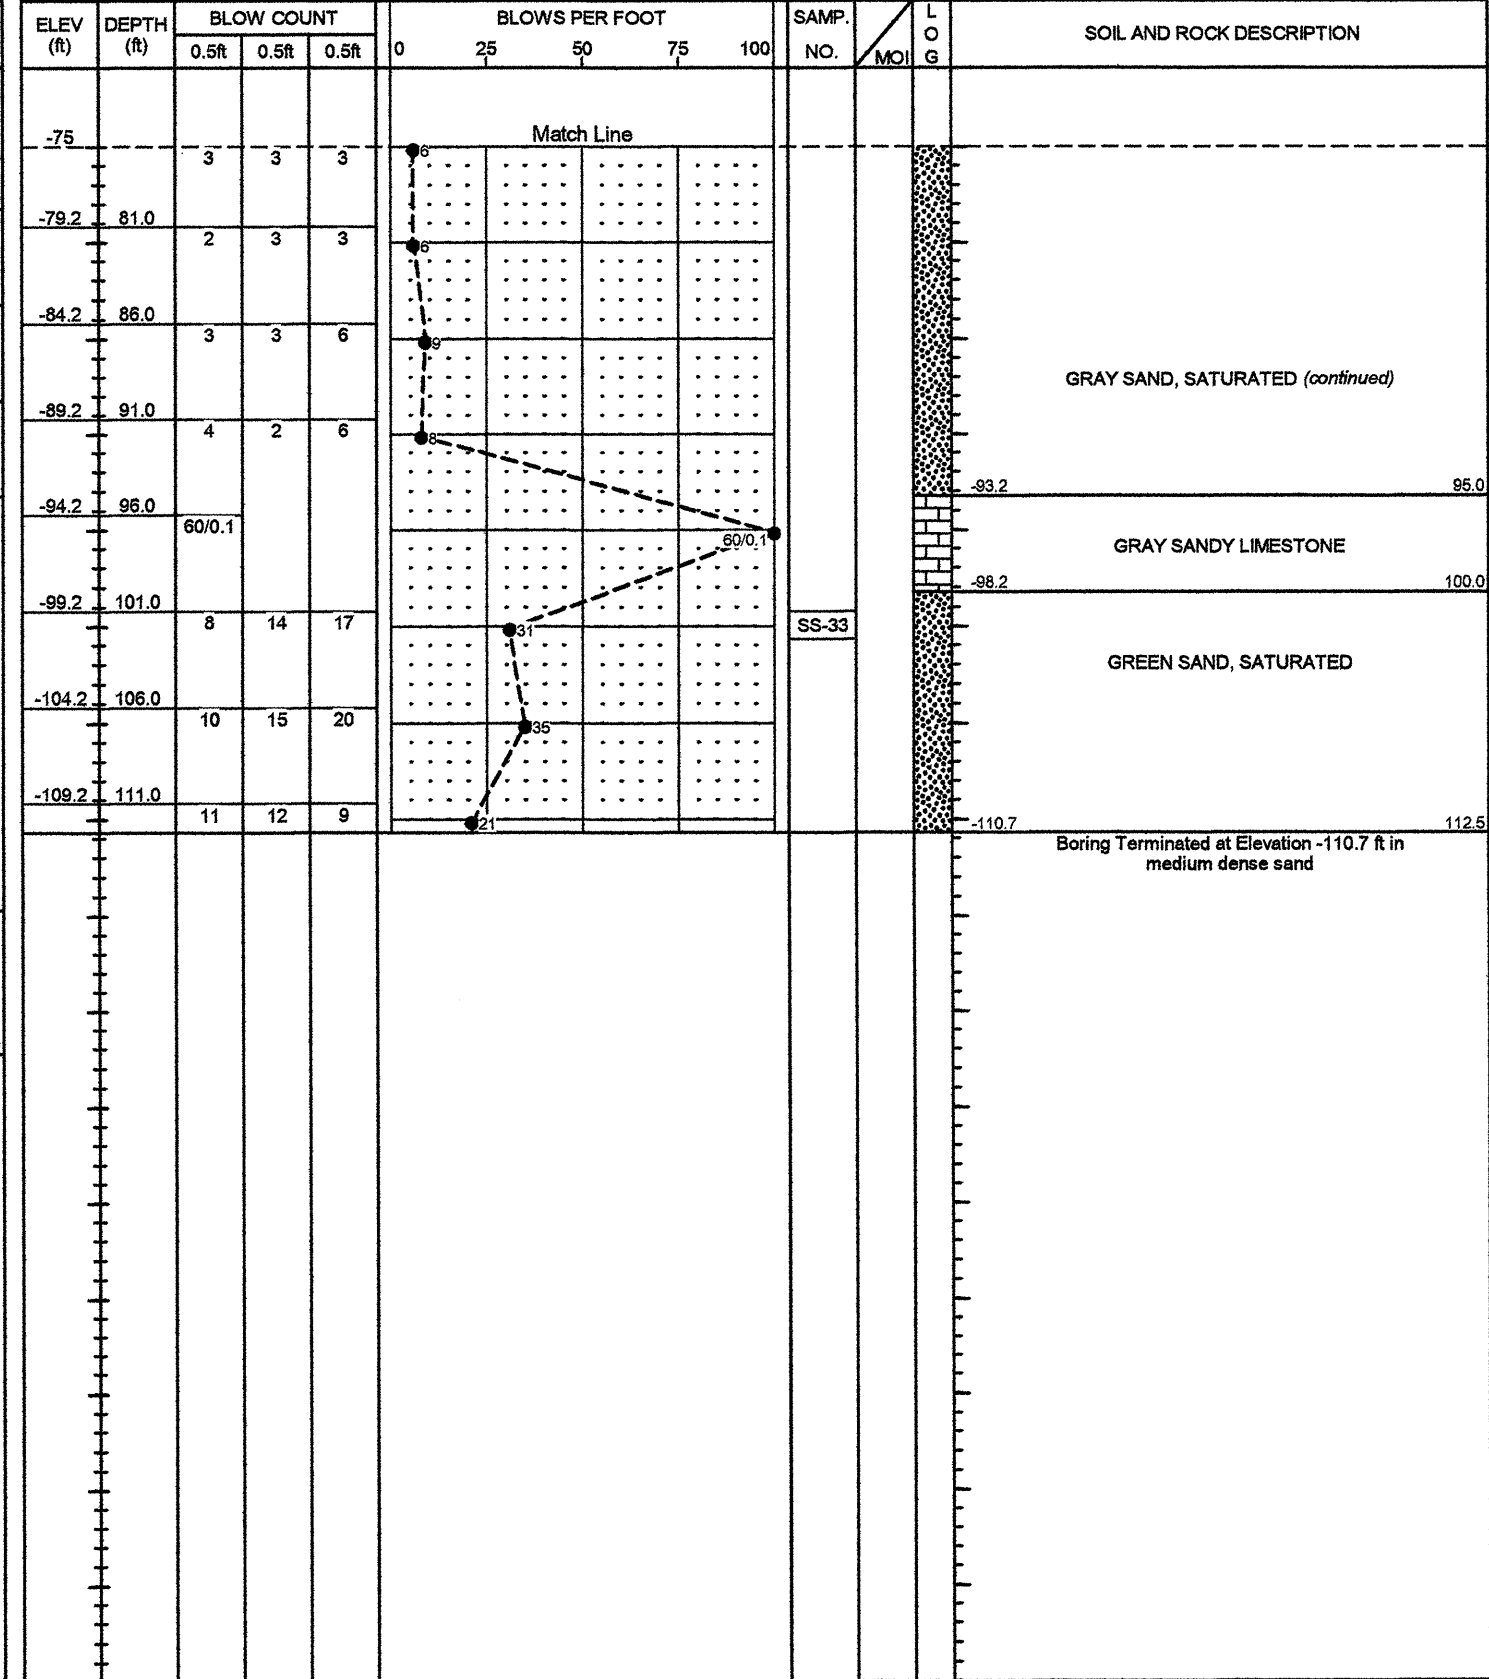 ELEV (ft) DEPTH (ft) BLOW COUNT 0.5ft 0.5ft 0.5ft BLOWS PER FOOT 0 25 50 75 100 SAMP. NO. MOI LOG SOIL AND ROCK DESCRIPTION
Match Line
-75
3 3 3 6
-79.2 81.0
2 3 3 6
-84.2 86.0
3 3 6 9
GRAY SAND, SATURATED (continued)
-89.2 91.0
4 2 6 8
-93.2 95.0
-94.2 96.0
60/0.1 60/0.1
GRAY SANDY LIMESTONE
-98.2 100.0
-99.2 101.0
8 14 17 31 SS-33
GREEN SAND, SATURATED
-104.2 106.0
10 15 20 35
-109.2 111.0
11 12 9 21
-110.7 112.5
Boring Terminated at Elevation -110.7 ft in
medium dense sand